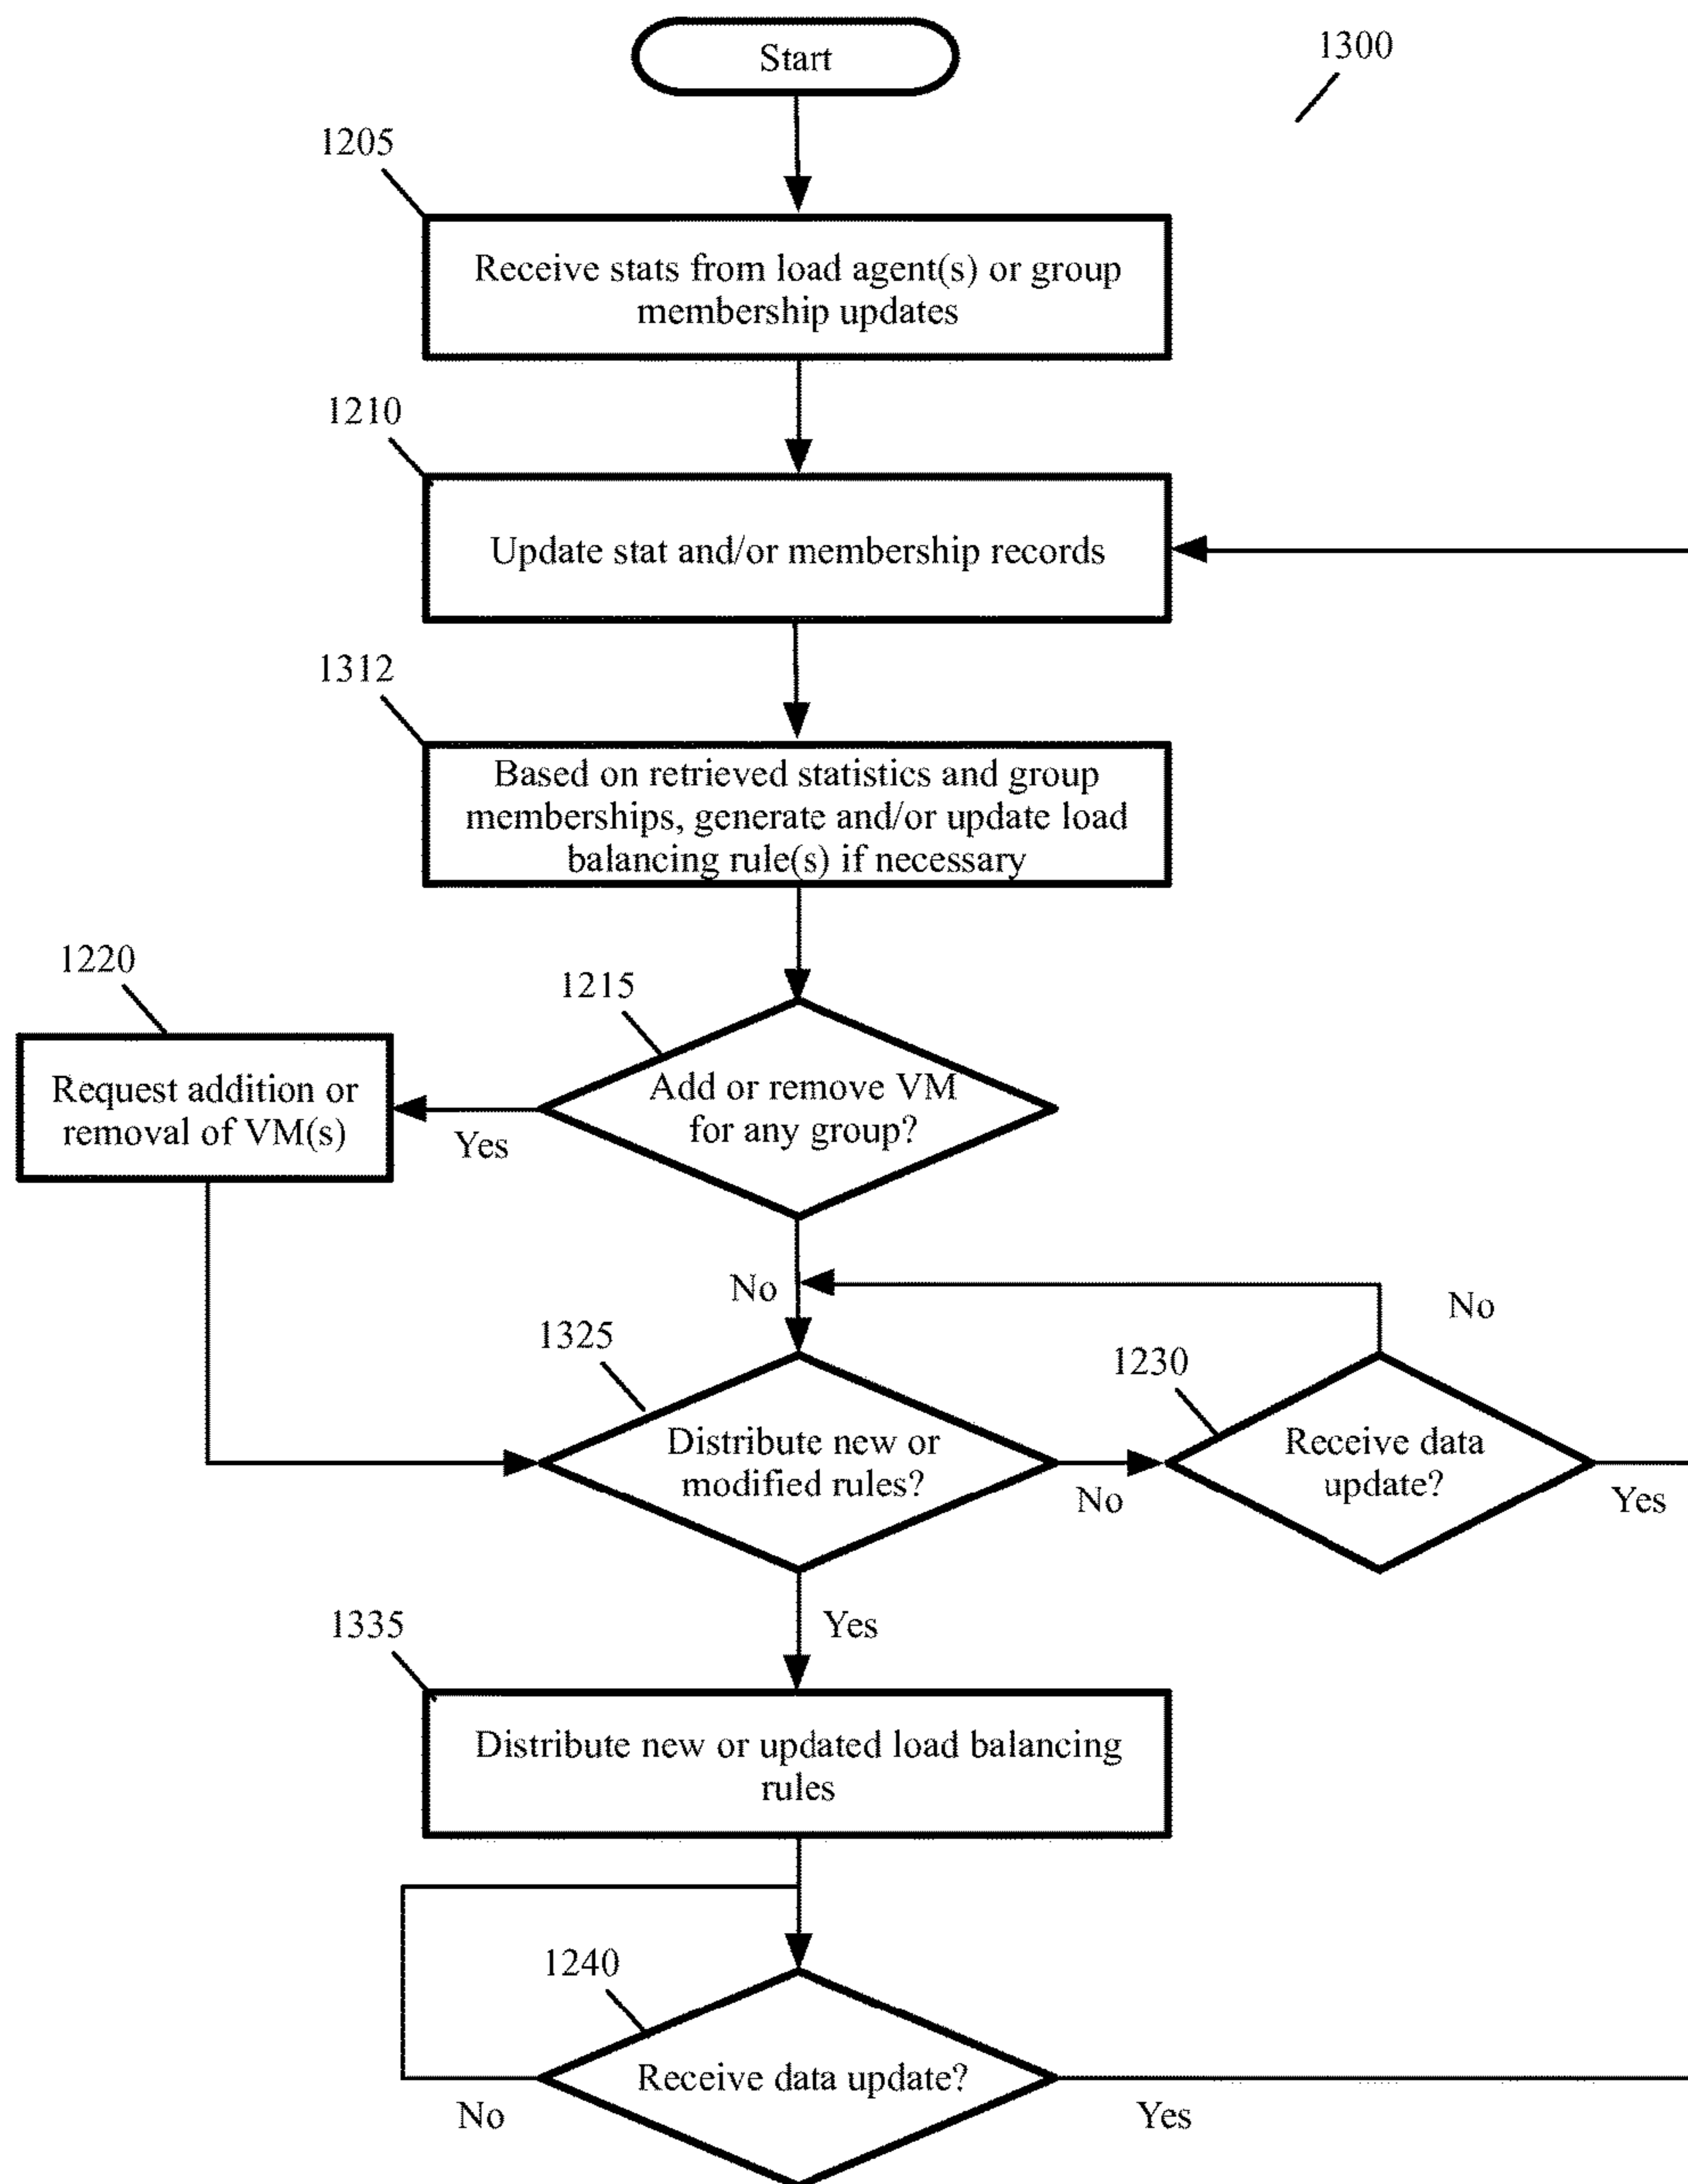 Start
1300
1205
Receive stats from load agent(s) or group
membership updates
1210
Update stat and/or membership records
1312
Based on retrieved statistics and group
memberships, generate and/or update load
balancing rule(s) if necessary
1220
1215
Request addition or
removal of VM(s)
Yes
Add or remove VM
for any group?
No
No
1325
1230
Distribute new or
modified rules?
No
Receive data
update?
Yes
Yes
1335
Distribute new or updated load balancing
rules
1240
Receive data update?
No
Yes